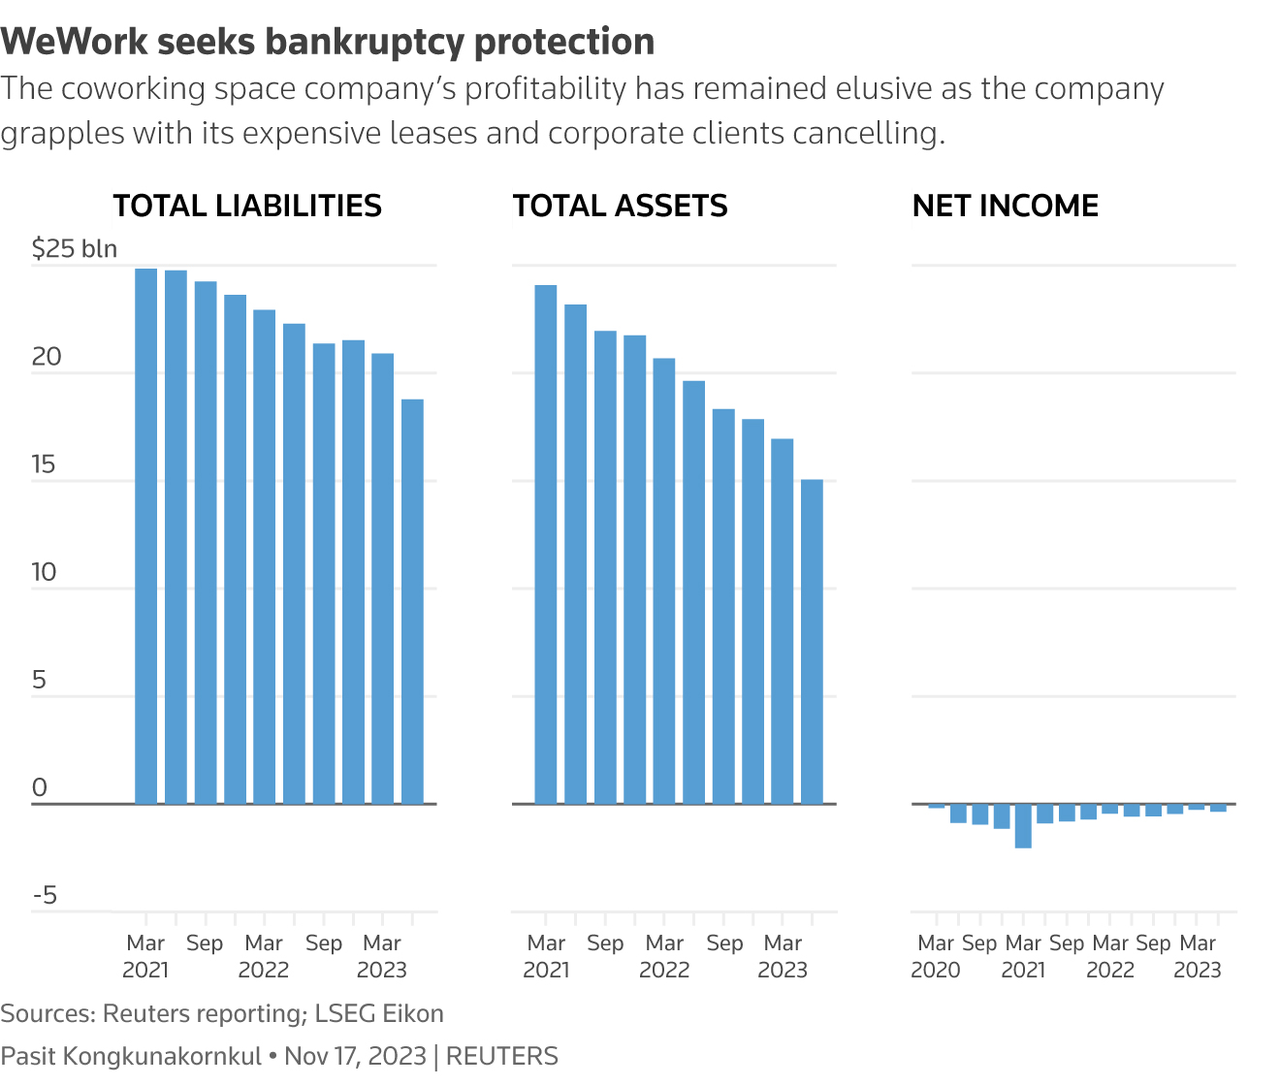 WeWork seeks bankruptcy protection
The coworking space company’s profitability has remained elusive as the company
grapples with its expensive leases and corporate clients cancelling.
TOTAL LIABILITIES
TOTAL ASSETS
NET INCOME
$25 bln
20
15
10
5
0
-5
Mar Sep Mar Sep Mar
2021 2022 2023
Mar Sep Mar Sep Mar
2021 2022 2023
Mar Sep Mar Sep Mar Sep Mar
2020 2021 2022 2023
Sources: Reuters reporting; LSEG Eikon
Pasit Kongkunakornkul • Nov 17, 2023 | REUTERS